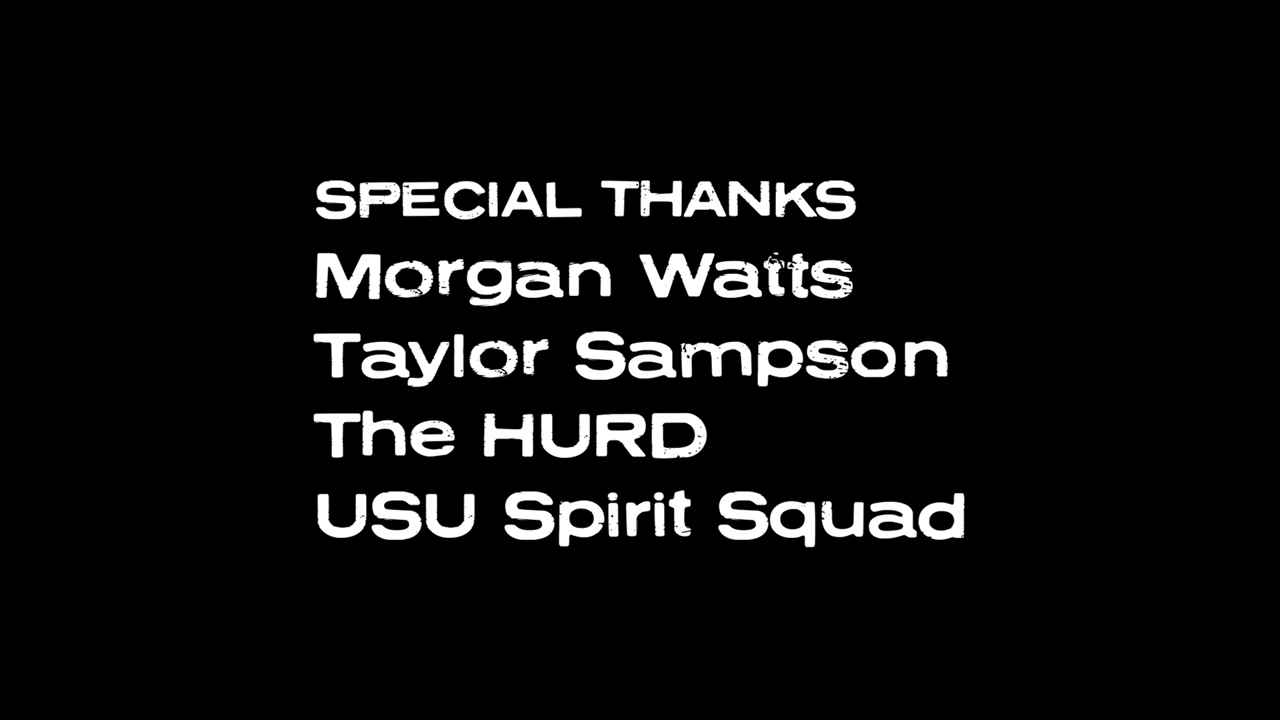 SPECIAL THANKS
Morgan Watts
Taylor Sampson
The HURD
USU Spirit Squad